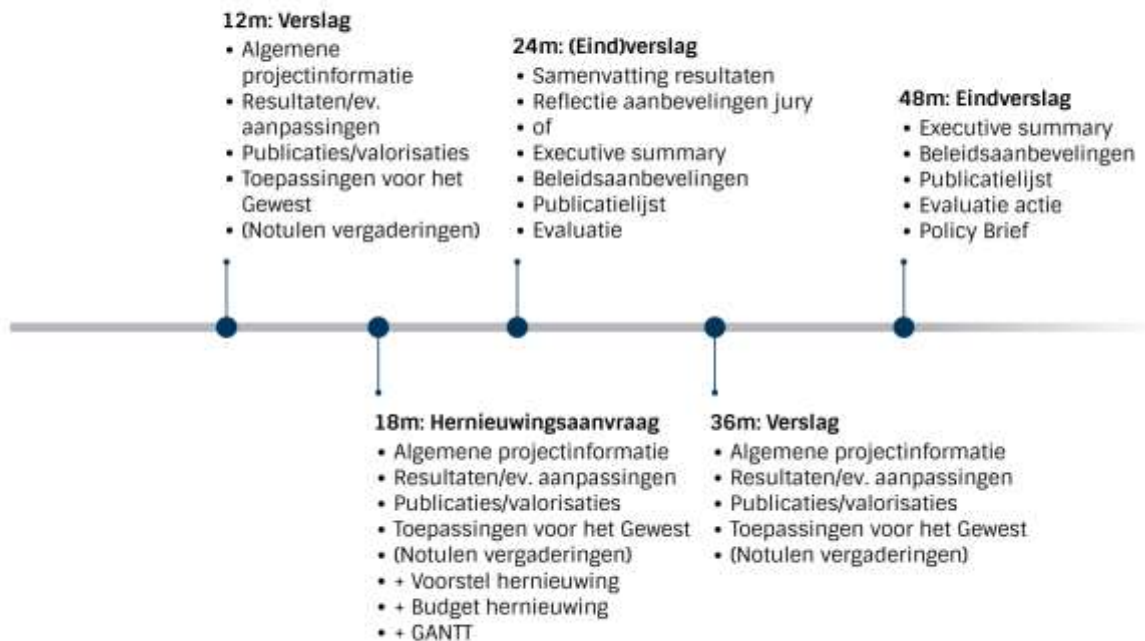 12m: Verslag
• Algemene
projectinformatie
• Resultaten/ev.
aanpassingen
• Publicaties/valorisaties
• Toepassingen voor het
Gewest
• (Notulen vergaderingen)
24m: (Eind)verslag
• Samenvatting resultaten
• Reflectie aanbevelingen jury
• of
• Executive summary
• Beleidsaanbevelingen
• Publicatielijst
• Evaluatie
48m: Eindverslag
• Executive summary
• Beleidsaanbevelingen
• Publicatielijst
• Evaluatie actie
• Policy Brief
18m: Hernieuwingsaanvraag
• Algemene projectinformatie
• Resultaten/ev. aanpassingen
• Publicaties/valorisaties
• Toepassingen voor het Gewest
• (Notulen vergaderingen)
• + Voorstel hernieuwing
• + Budget hernieuwing
• + GANTT
36m: Verslag
• Algemene projectinformatie
• Resultaten/ev. aanpassingen
• Publicaties/valorisaties
• Toepassingen voor het Gewest
• (Notulen vergaderingen)